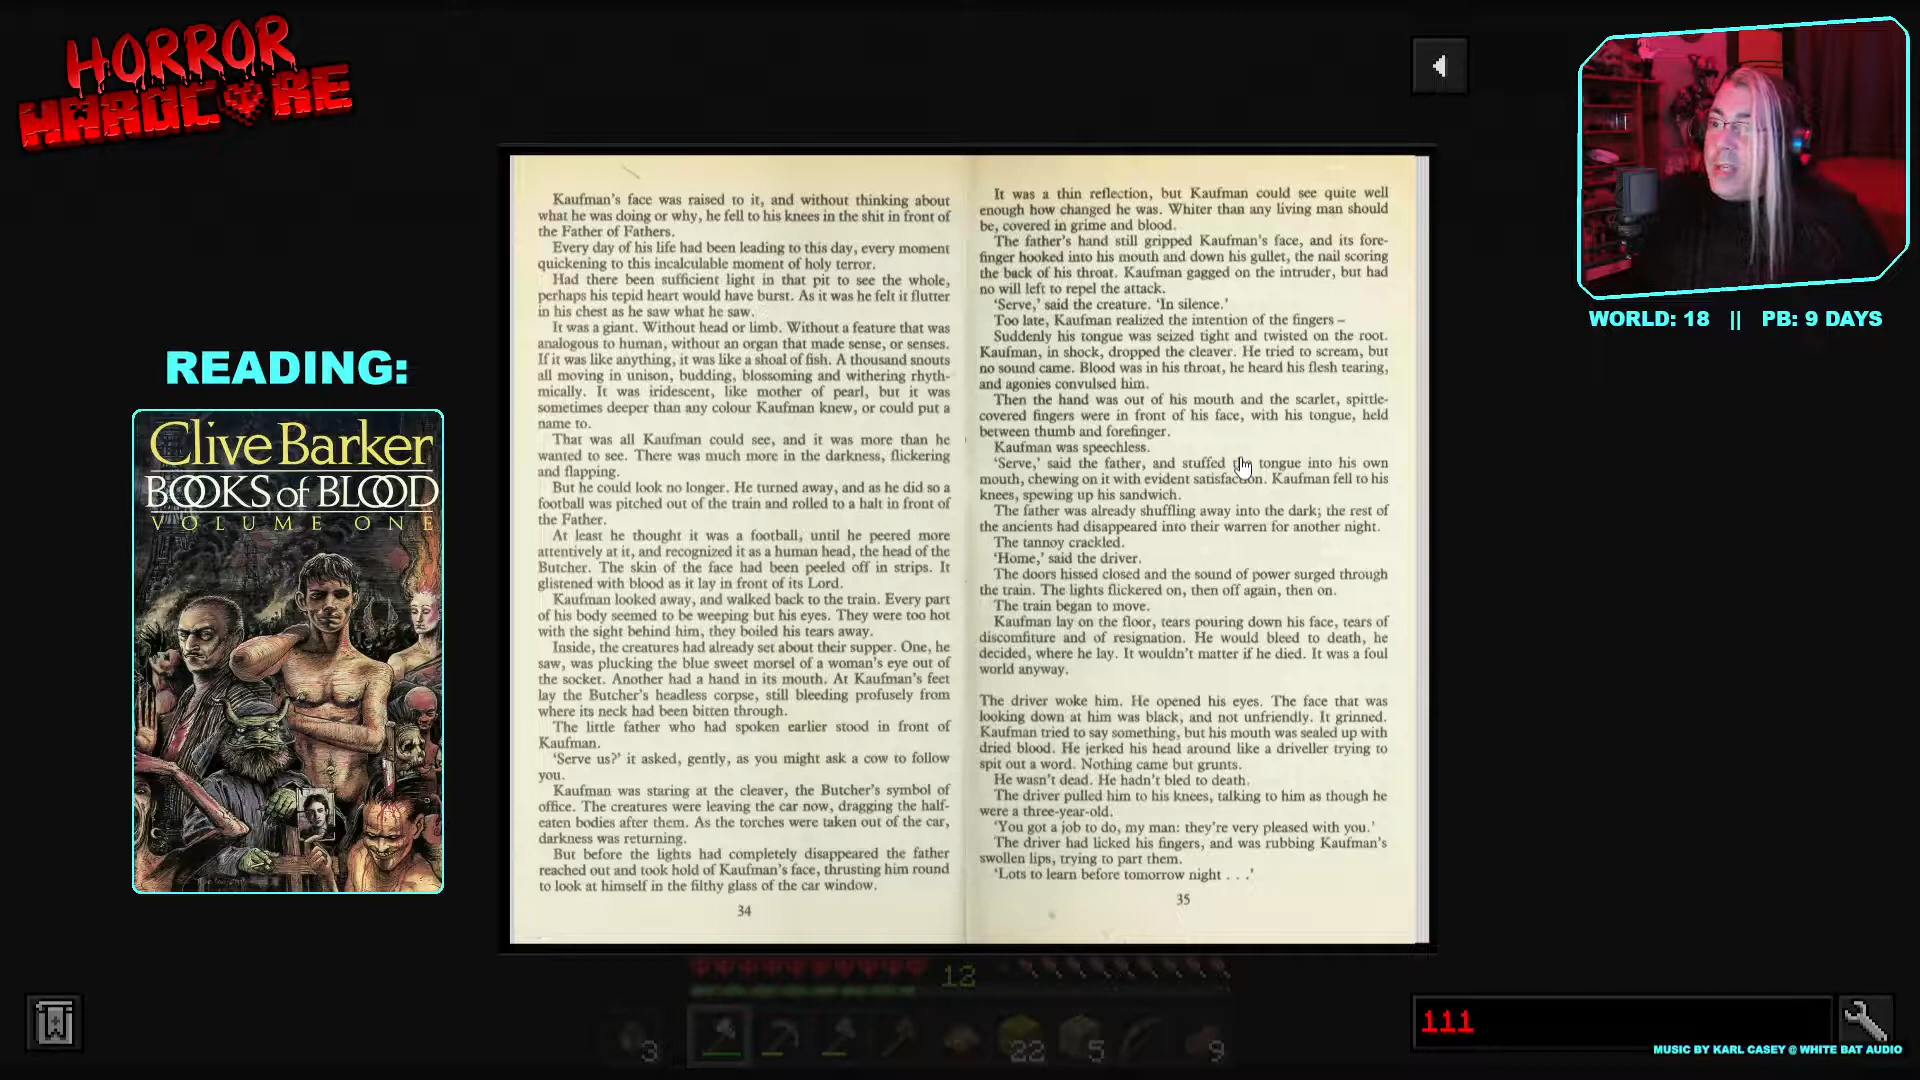 HORROR
HARDCORE
READING:
Clive Barker
BOOKS of BLOOD
VOLUME ONE
Kaufman's face was raised to it, and without thinking about
what he was doing or why, he fell to his knees in the shit in front of
the Father of Fathers.
Every day of his life had been leading to this day, every moment
quickening to this incalculable moment of holy terror.
Had there been sufficient light in that pit to see the whole,
perhaps his tepid heart would have burst. As it was he felt it flutter
in his chest as he saw what he saw.
It was a giant. Without head or limb. Without a feature that was
analogous to human, without an organ that made sense, or senses.
If it was like anything, it was like a shoal of fish. A thousand snouts
all moving in unison, budding, blossoming and withering rhyth-
mically. It was iridescent, like mother of pearl, but it was
sometimes deeper than any colour Kaufman knew, or could put a
name to.
That was all Kaufman could see, and it was more than he
wanted to see. There was much more in the darkness, flickering
and flapping.
But he could look no longer. He turned away, and as he did so a
football was pitched out of the train and rolled to a halt in front of
the Father.
At least he thought it was a football, until he peered more
attentively at it, and recognized it as a human head, the head of the
Butcher. The skin of the face had been peeled off in strips. It
glistened with blood as it lay in front of its Lord.
Kaufman looked away, and walked back to the train. Every part
of his body seemed to be weeping but his eyes. They were too hot
with the sight behind him, they boiled his tears away.
Inside, the creatures had already set about their supper. One, he
saw, was plucking the blue sweet morsel of a woman's eye out of
the socket. Another had a hand in its mouth. At Kaufman's feet
lay the Butcher's headless corpse, still bleeding profusely from
where its neck had been bitten through.
The little father who had spoken earlier stood in front of
Kaufman.
'Serve us?' it asked, gently, as you might ask a cow to follow
you.
Kaufman was staring at the cleaver, the Butcher's symbol of
office. The creatures were leaving the car now, dragging the half-
eaten bodies after them. As the torches were taken out of the car,
darkness was returning.
But before the lights had completely disappeared the father
reached out and took hold of Kaufman's face, thrusting him round
to look at himself in the filthy glass of the car window.
34
It was a thin reflection, but Kaufman could see quite well
enough how changed he was. Whiter than any living man should
be, covered in grime and blood.
The father's hand still gripped Kaufman's face, and its fore-
finger hooked into his mouth and down his gullet, the nail scoring
the back of his throat. Kaufman gagged on the intruder, but had
no will left to repel the attack.
'Serve,' said the creature. 'In silence.'
Too late, Kaufman realized the intention of the fingers –
Suddenly his tongue was seized tight and twisted on the root.
Kaufman, in shock, dropped the cleaver. He tried to scream, but
no sound came. Blood was in his throat, he heard his flesh tearing,
and agonies convulsed him.
Then the hand was out of his mouth and the scarlet, spittle-
covered fingers were in front of his face, with his tongue, held
between thumb and forefinger.
Kaufman was speechless.
'Serve,' said the father, and stuffed the tongue into his own
mouth, chewing on it with evident satisfaction. Kaufman fell to his
knees, spewing up his sandwich.
The father was already shuffling away into the dark; the rest of
the ancients had disappeared into their warren for another night.
The tannoy crackled.
'Home,' said the driver.
The doors hissed closed and the sound of power surged through
the train. The lights flickered on, then off again, then on.
The train began to move.
Kaufman lay on the floor, tears pouring down his face, tears of
discomfiture and of resignation. He would bleed to death, he
decided, where he lay. It wouldn't matter if he died. It was a foul
world anyway.
The driver woke him. He opened his eyes. The face that was
looking down at him was black, and not unfriendly. It grinned.
Kaufman tried to say something, but his mouth was sealed up with
dried blood. He jerked his head around like a driveller trying to
spit out a word. Nothing came but grunts.
He wasn't dead. He hadn't bled to death.
The driver pulled him to his knees, talking to him as though he
were a three-year-old.
'You got a job to do, my man: they're very pleased with you.'
The driver had licked his fingers, and was rubbing Kaufman's
swollen lips, trying to part them.
'Lots to learn before tomorrow night . . .'
35
WORLD: 18 || PB: 9 DAYS
12
3
22
5
9
111
MUSIC BY KARL CASEY @ WHITE BAT AUDIO